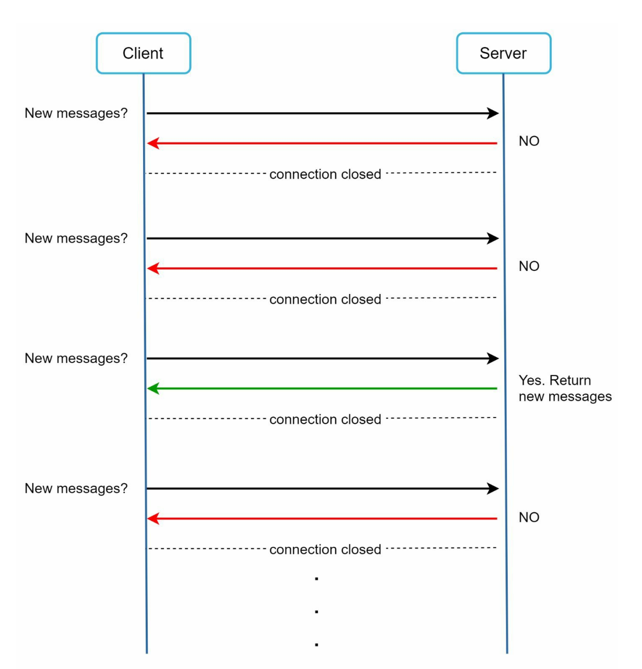 Client
Server
New messages?
NO
connection closed
New messages?
NO
connection closed
New messages?
Yes. Return
new messages
connection closed
New messages?
NO
connection closed